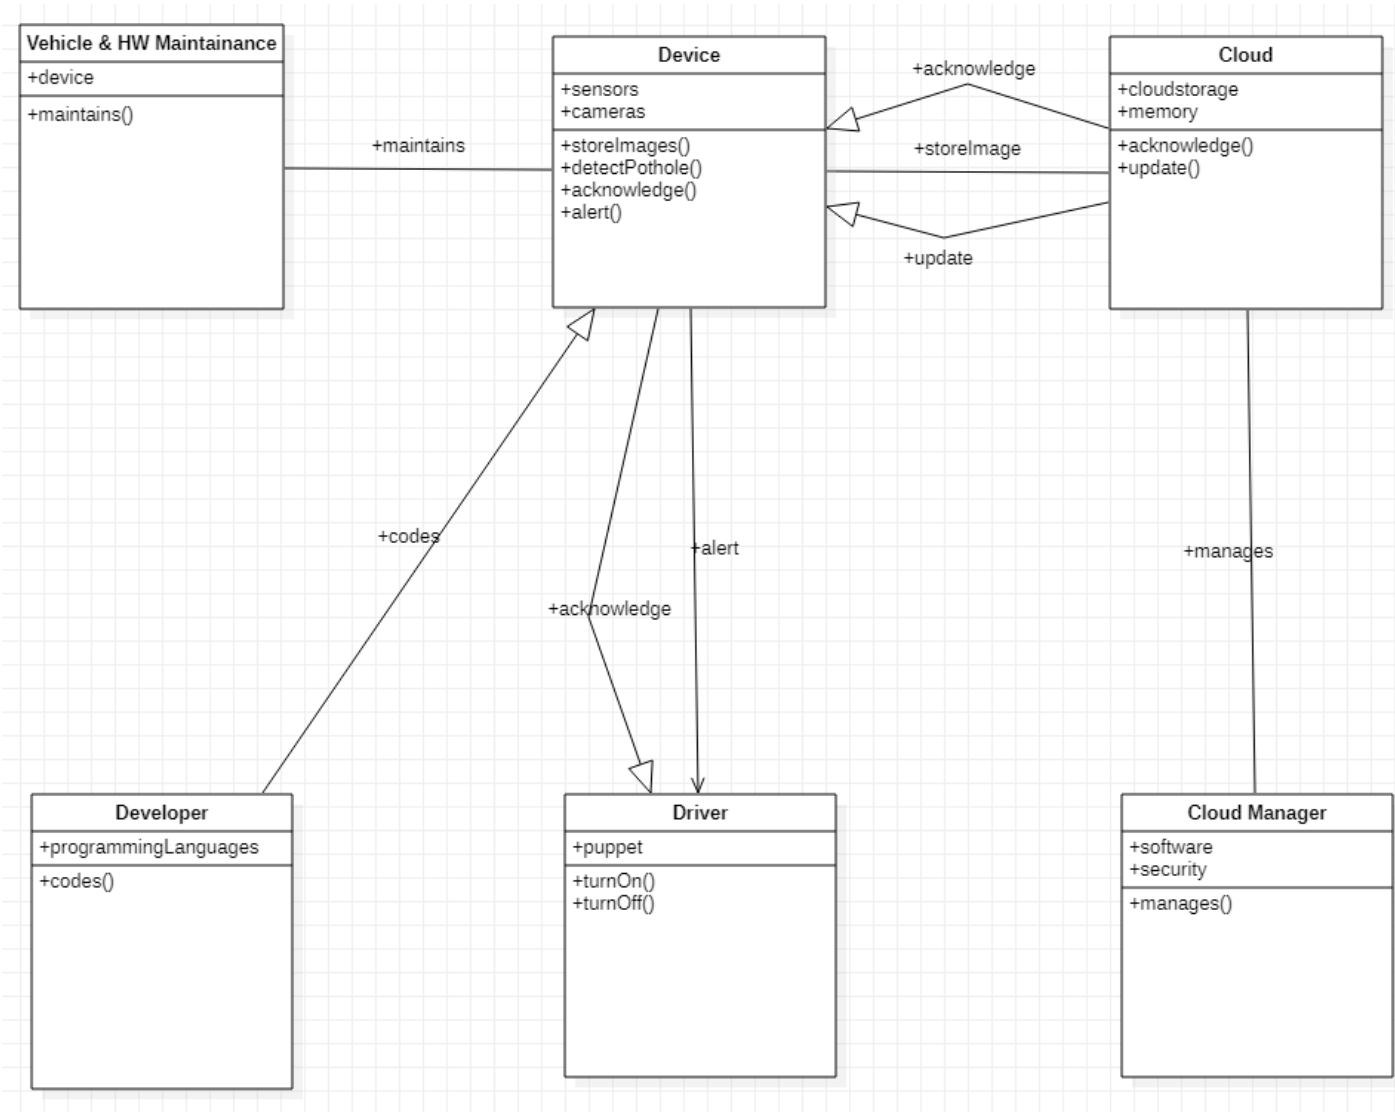 Vehicle & HW Maintainance
+device
+maintains()
+maintains
Device
+sensors
+cameras
+storeImages()
+detectPothole()
+acknowledge()
+alert()
+acknowledge
+storeImage
+update
Cloud
+cloudstorage
+memory
+acknowledge()
+update()
+codes
+acknowledge
+alert
+manages
Developer
+programmingLanguages
+codes()
Driver
+puppet
+turnOn()
+turnOff()
Cloud Manager
+software
+security
+manages()